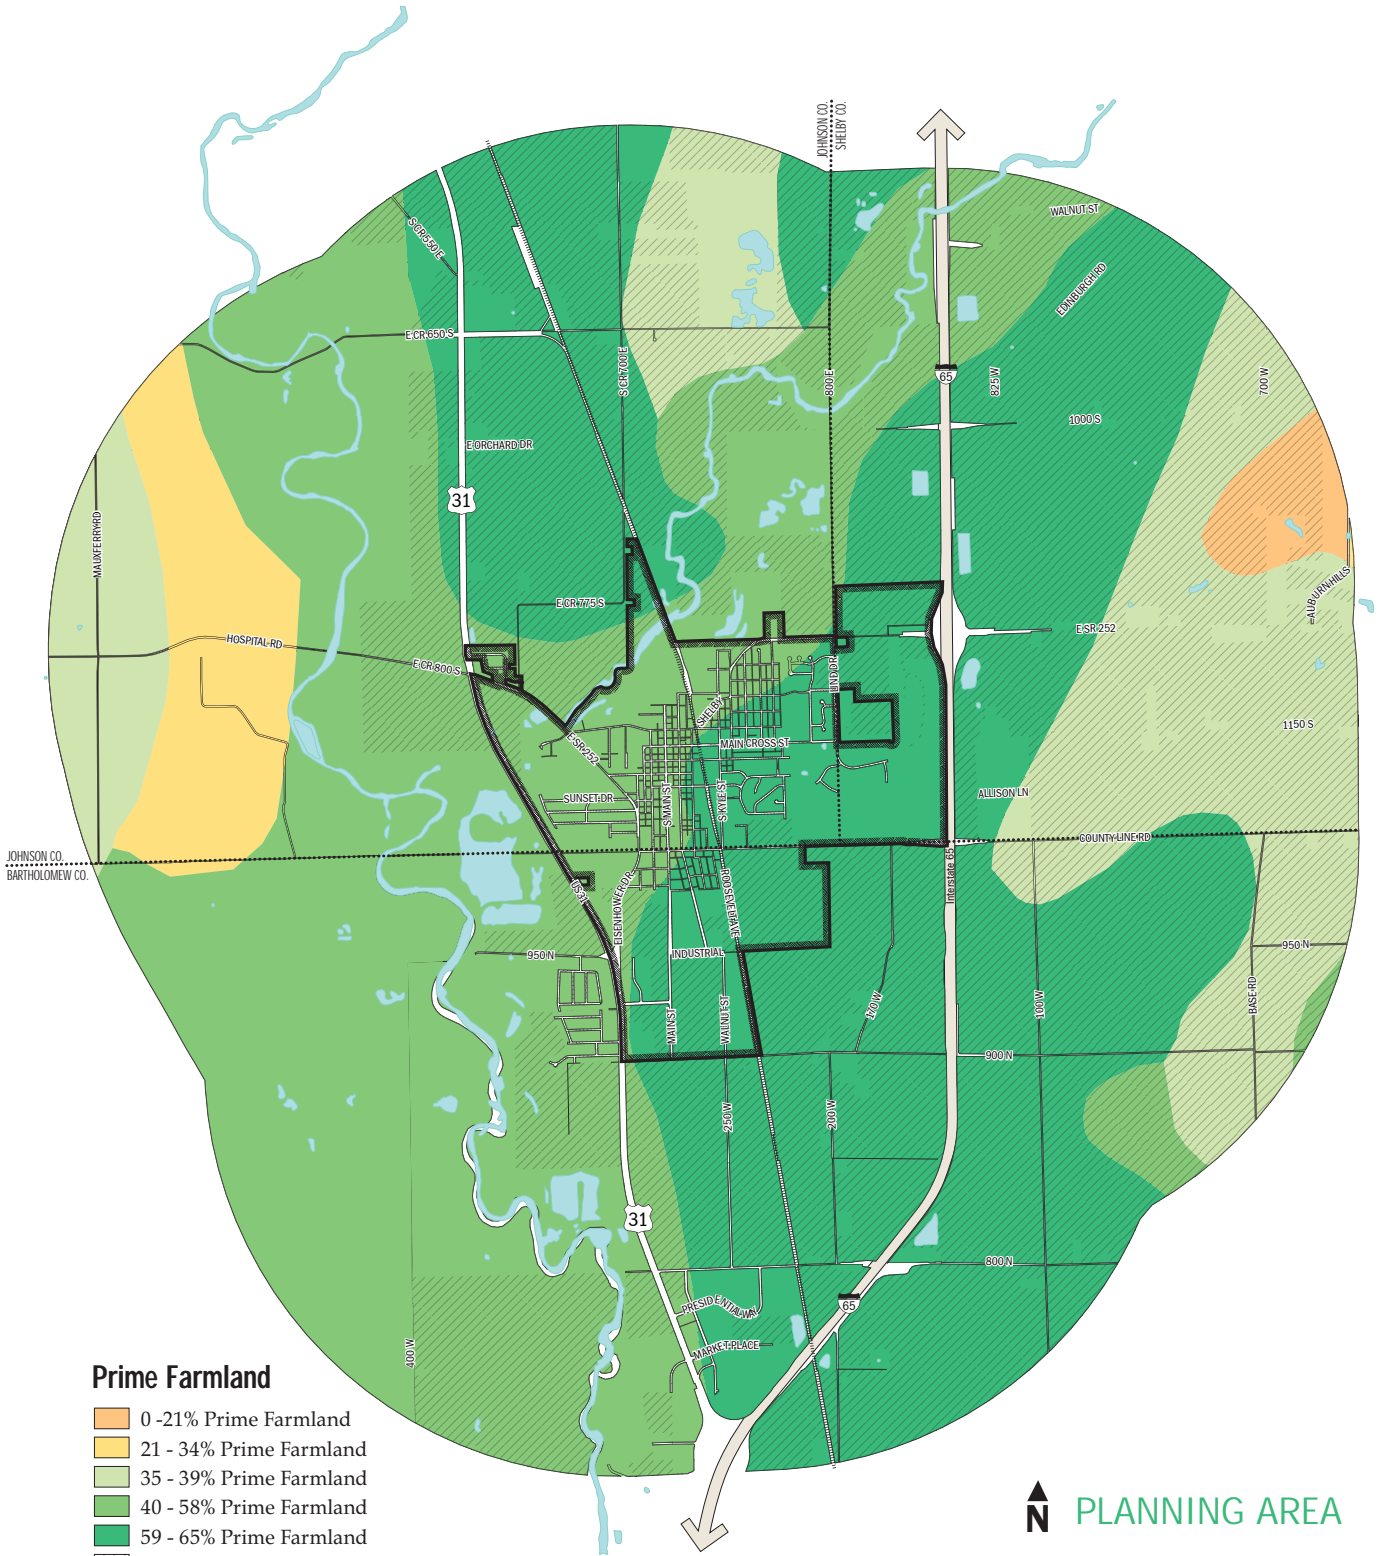 JOHNSON CO.
SHELBY CO.
WALNUT ST
S CR 550 E
EDINBURGH RD
E CR 650 S
S CR 700 E
800 E
65
825 W
700 W
1000 S
E ORCHARD DR
31
MAUXFERRY RD
E CR 775 S
AUBURN HILLS
E SR 252
HOSPITAL RD
E CR 800 S
LIND DR
SHELBY
1150 S
MAIN CROSS ST
E SR 252
SUNSET DR
S MAIN ST
S KYLE ST
ALLISON LN
COUNTY LINE RD
JOHNSON CO.
BARTHOLOMEW CO.
US 31
EISENHOWER DR
ROOSEVELT AVE
Interstate 65
950 N
INDUSTRIAL
950 N
BASE RD
MAIN ST
WALNUT ST
170 W
100 W
900 N
250 W
200 W
31
800 N
PRESIDENTIAL WAY
65
MARKET PLACE
400 W
Prime Farmland
0 -21% Prime Farmland
21 - 34% Prime Farmland
35 - 39% Prime Farmland
40 - 58% Prime Farmland
59 - 65% Prime Farmland
N
PLANNING AREA